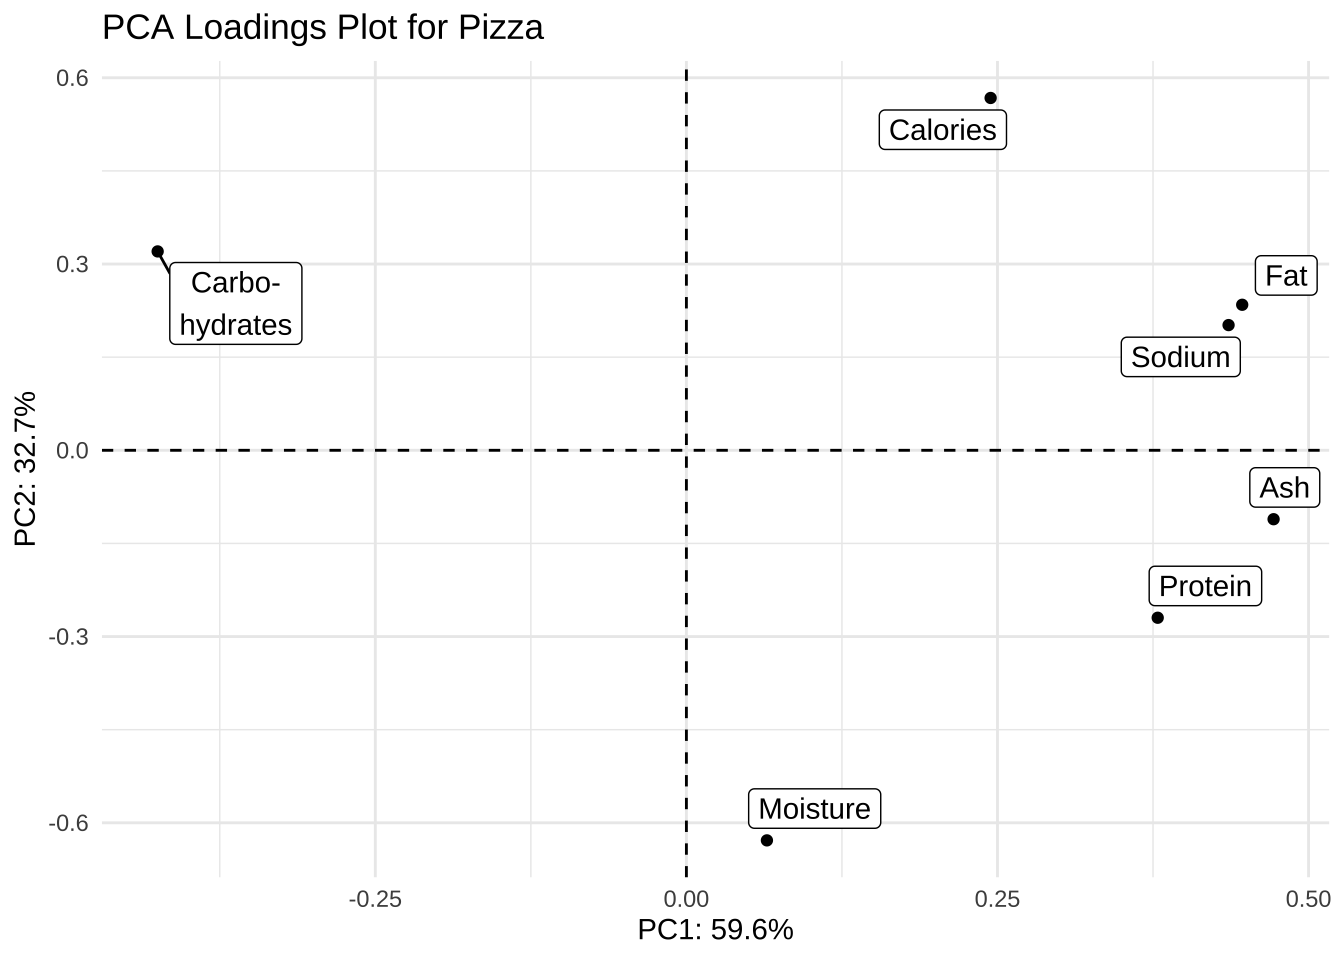 PCA Loadings Plot for Pizza
0.6
Calories
0.3
Carbo-
hydrates
Fat
Sodium
0.0
Ash
Protein
-0.3
Moisture
-0.6
PC2: 32.7%
-0.25
0.00
0.25
0.50
PC1: 59.6%